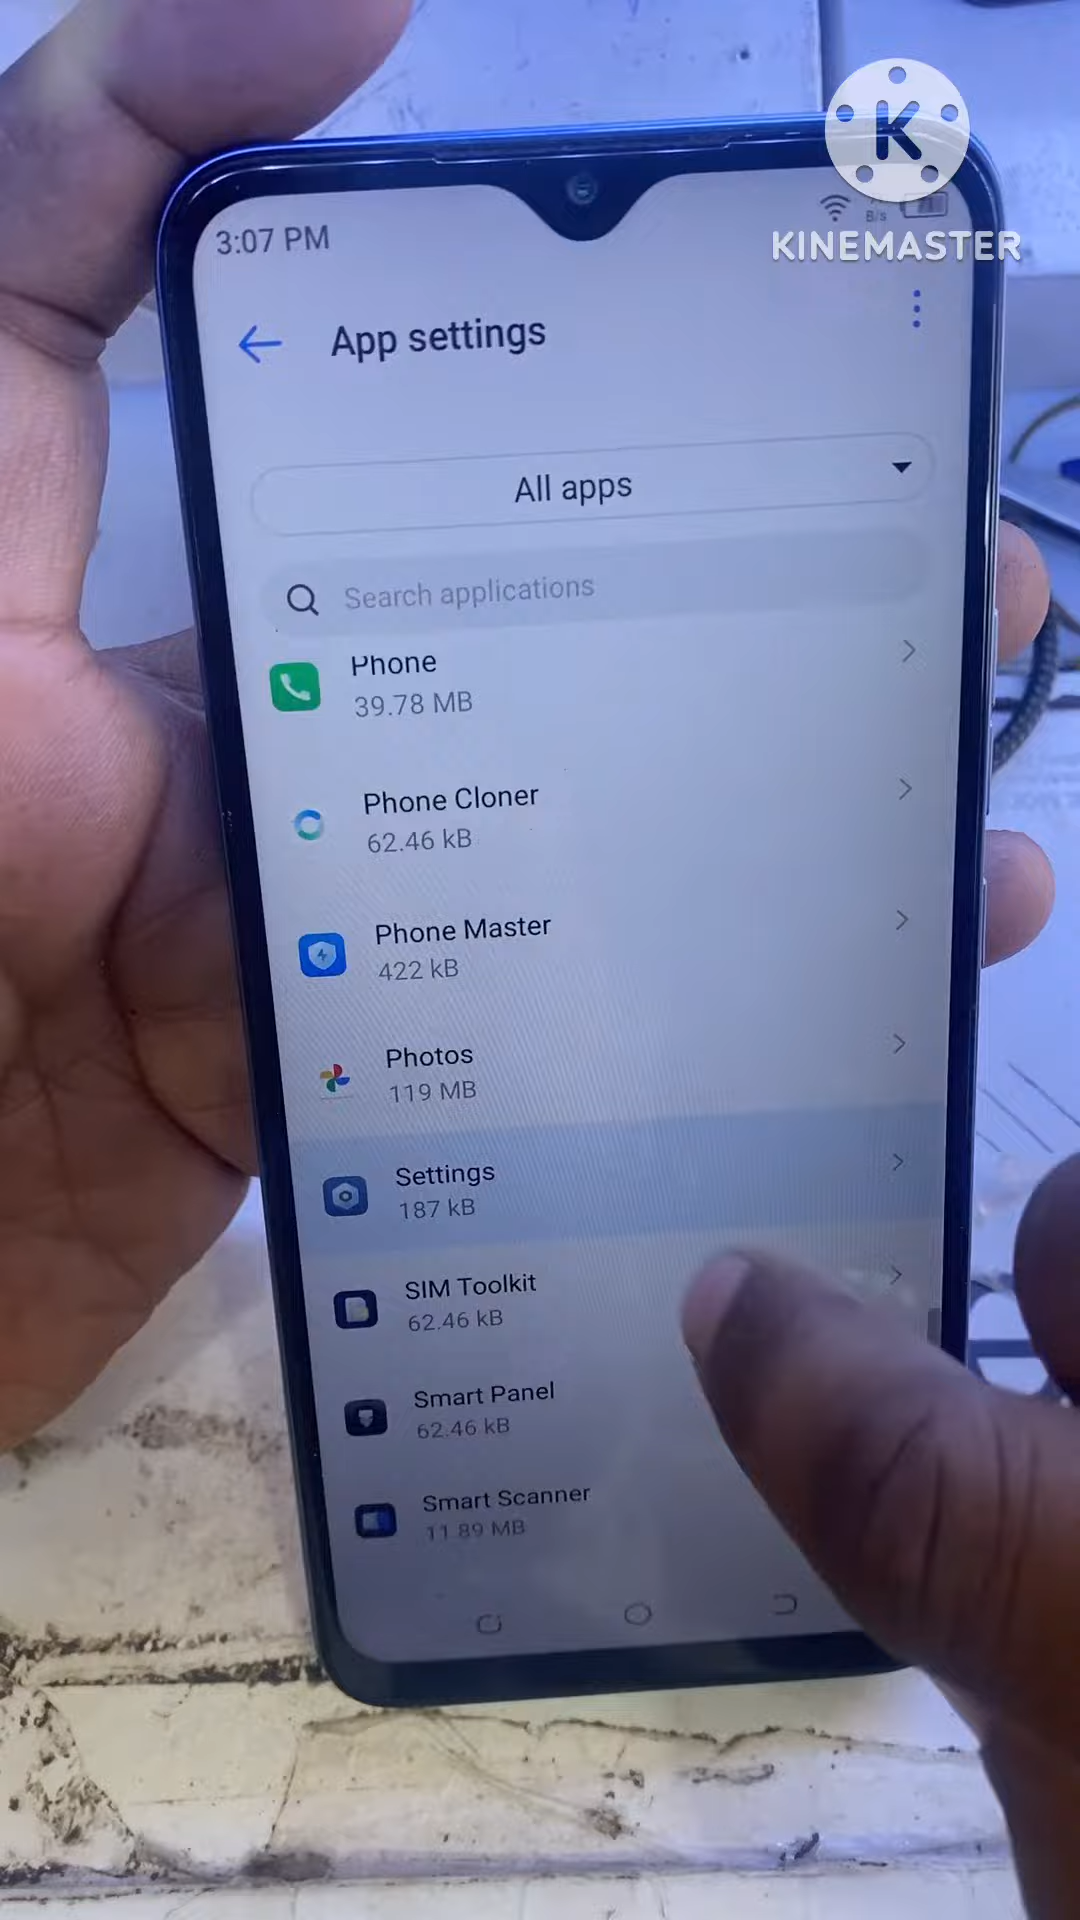 K
KINEMASTER
3:07 PM
B/s
App settings
All apps
Search applications
Phone
39.78 MB
Phone Cloner
62.46 kB
Phone Master
422 kB
Photos
119 MB
Settings
187 kB
SIM Toolkit
62.46 kB
Smart Panel
62.46 kB
Smart Scanner
11.89 MB